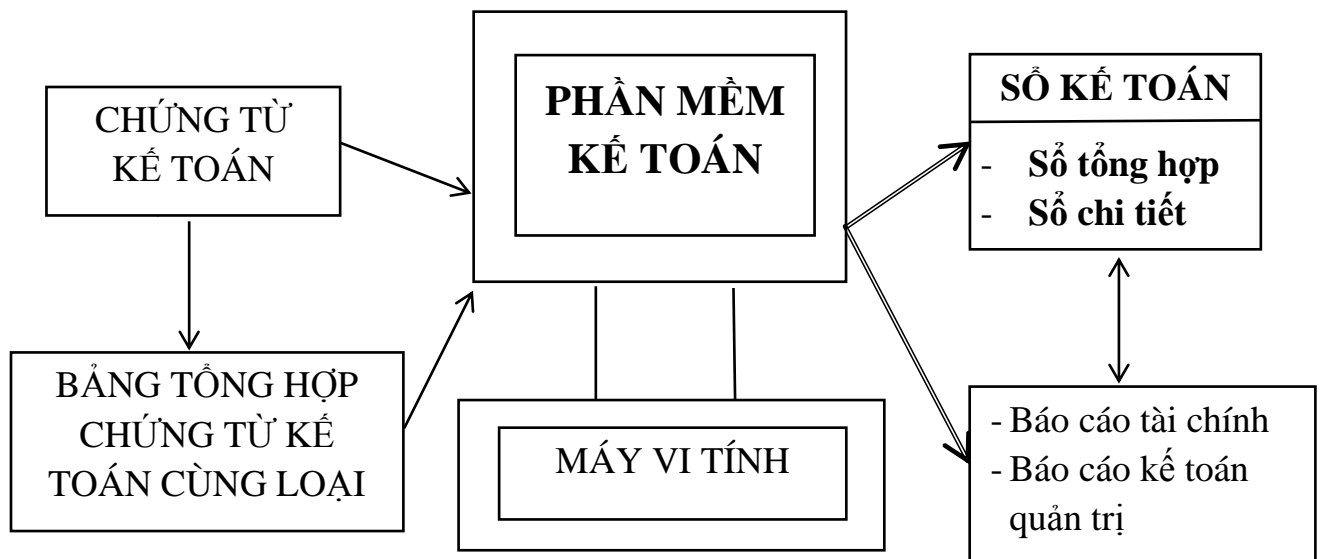 CHỨNG TỪ
KẾ TOÁN
BẢNG TỔNG HỢP
CHỨNG TỪ KẾ
TOÁN CÙNG LOẠI
PHẦN MỀM
KẾ TOÁN
MÁY VI TÍNH
SỔ KẾ TOÁN
- Sổ tổng hợp
- Sổ chi tiết
- Báo cáo tài chính
- Báo cáo kế toán
quản trị